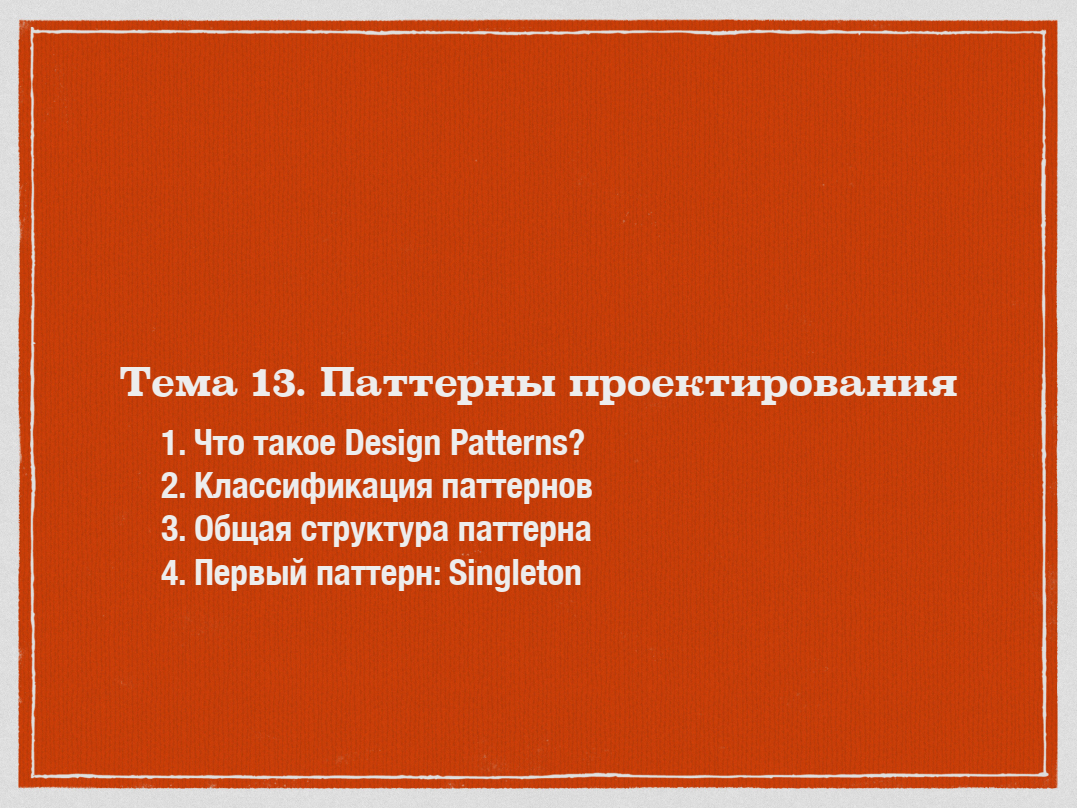 Тема 13. Паттерны проектирования
1. Что такое Design Patterns?
2. Классификация паттернов
3. Общая структура паттерна
4. Первый паттерн: Singleton